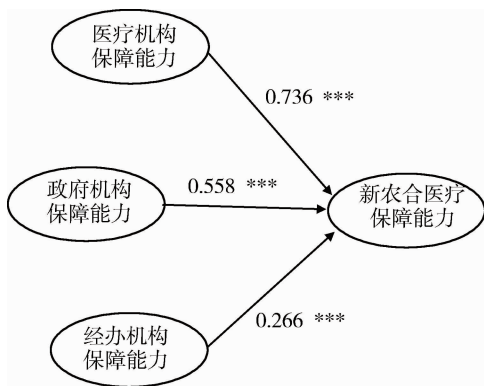 医疗机构
保障能力
0.736 ***
政府机构
保障能力
0.558 ***
新农合医疗
保障能力
0.266 ***
经办机构
保障能力